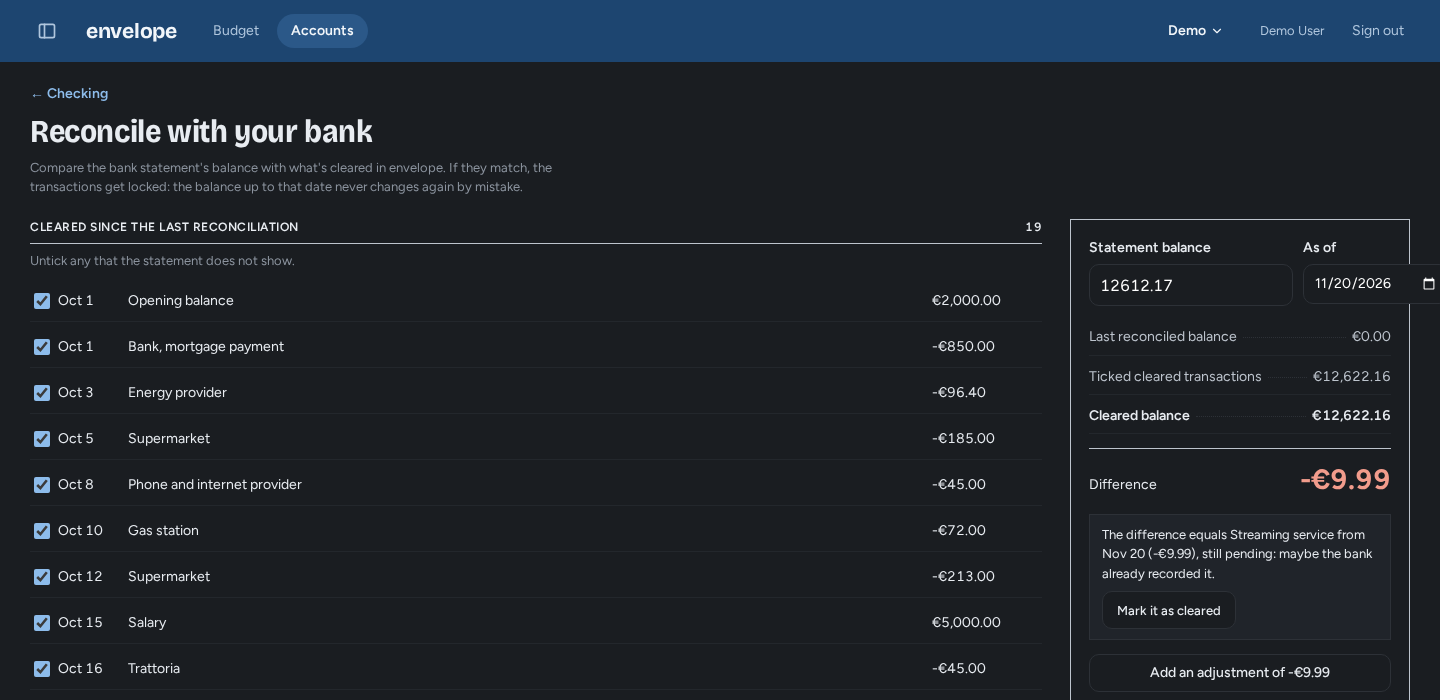 envelope Budget Accounts Demo Demo User Sign out
← Checking
Reconcile with your bank
Compare the bank statement's balance with what's cleared in envelope. If they match, the
transactions get locked: the balance up to that date never changes again by mistake.
CLEARED SINCE THE LAST RECONCILIATION 19
Untick any that the statement does not show.
Oct 1 Opening balance €2,000.00
Oct 1 Bank, mortgage payment -€850.00
Oct 3 Energy provider -€96.40
Oct 5 Supermarket -€185.00
Oct 8 Phone and internet provider -€45.00
Oct 10 Gas station -€72.00
Oct 12 Supermarket -€213.00
Oct 15 Salary €5,000.00
Oct 16 Trattoria -€45.00
Statement balance As of
12612.17 11/20/2026
Last reconciled balance €0.00
Ticked cleared transactions €12,622.16
Cleared balance €12,622.16
Difference -€9.99
The difference equals Streaming service from
Nov 20 (-€9.99), still pending: maybe the bank
already recorded it.
Mark it as cleared
Add an adjustment of -€9.99